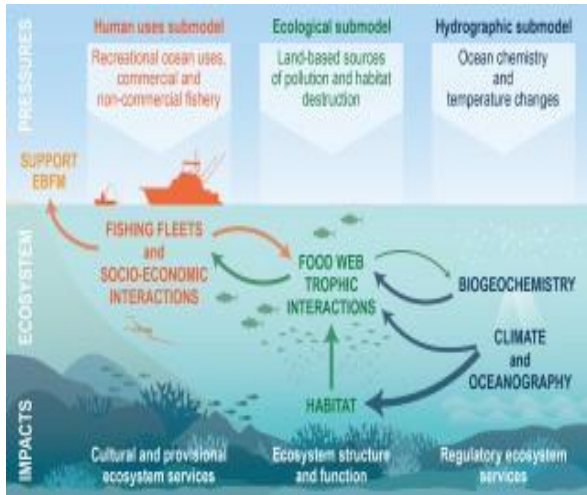 PRESSURES
Human uses submodel
Recreational ocean uses,
commercial and
non-commercial fishery
Ecological submodel
Land-based sources
of pollution and habitat
destruction
Hydrographic submodel
Ocean chemistry
and
temperature changes
SUPPORT
EBFM
ECOSYSTEM
FISHING FLEETS
and
SOCIO-ECONOMIC
INTERACTIONS
FOOD WEB
TROPHIC
INTERACTIONS
BIOGEOCHEMISTRY
CLIMATE
and
OCEANOGRAPHY
HABITAT
IMPACTS
Cultural and provisional
ecosystem services
Ecosystem structure
and function
Regulatory ecosystem
services